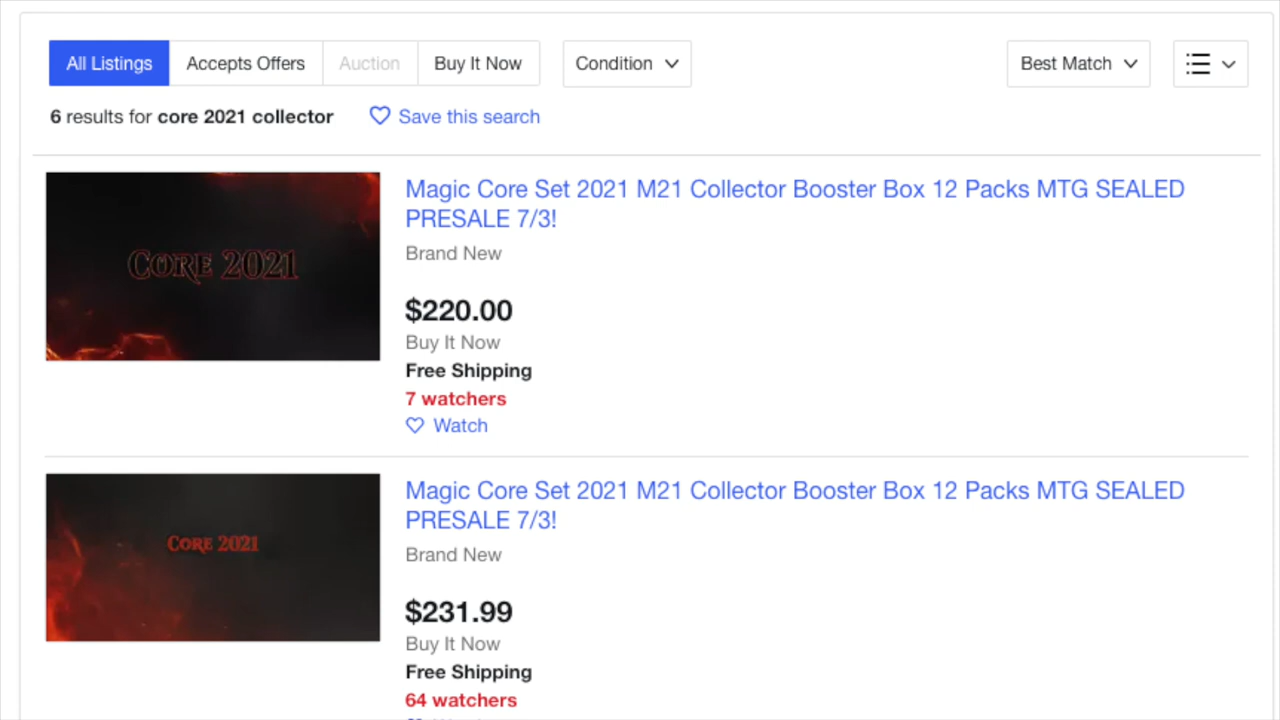 All Listings Accepts Offers Auction Buy It Now Condition Best Match
6 results for core 2021 collector Save this search
CORE 2021
Magic Core Set 2021 M21 Collector Booster Box 12 Packs MTG SEALED
PRESALE 7/3!
Brand New
$220.00
Buy It Now
Free Shipping
7 watchers
Watch
CORE 2021
Magic Core Set 2021 M21 Collector Booster Box 12 Packs MTG SEALED
PRESALE 7/3!
Brand New
$231.99
Buy It Now
Free Shipping
64 watchers